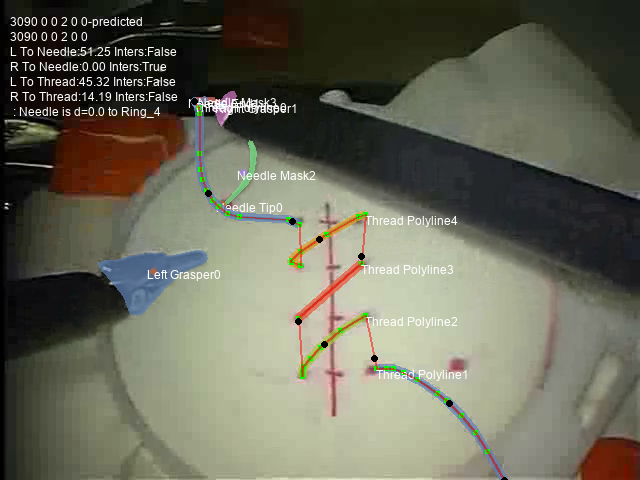 3090 0 0 2 0 0-predicted
3090 0 0 2 0 0
L To Needle:51.25 Inters:False
R To Needle:0.00 Inters:True
L To Thread:45.32 Inters:False
R To Thread:14.19 Inters:False
: Needle is d=0.0 to Ring_4
Needle Mask3
Grasper1
Needle Mask2
Needle Tip0
Thread Polyline4
Thread Polyline3
Left Grasper0
Thread Polyline2
Thread Polyline1